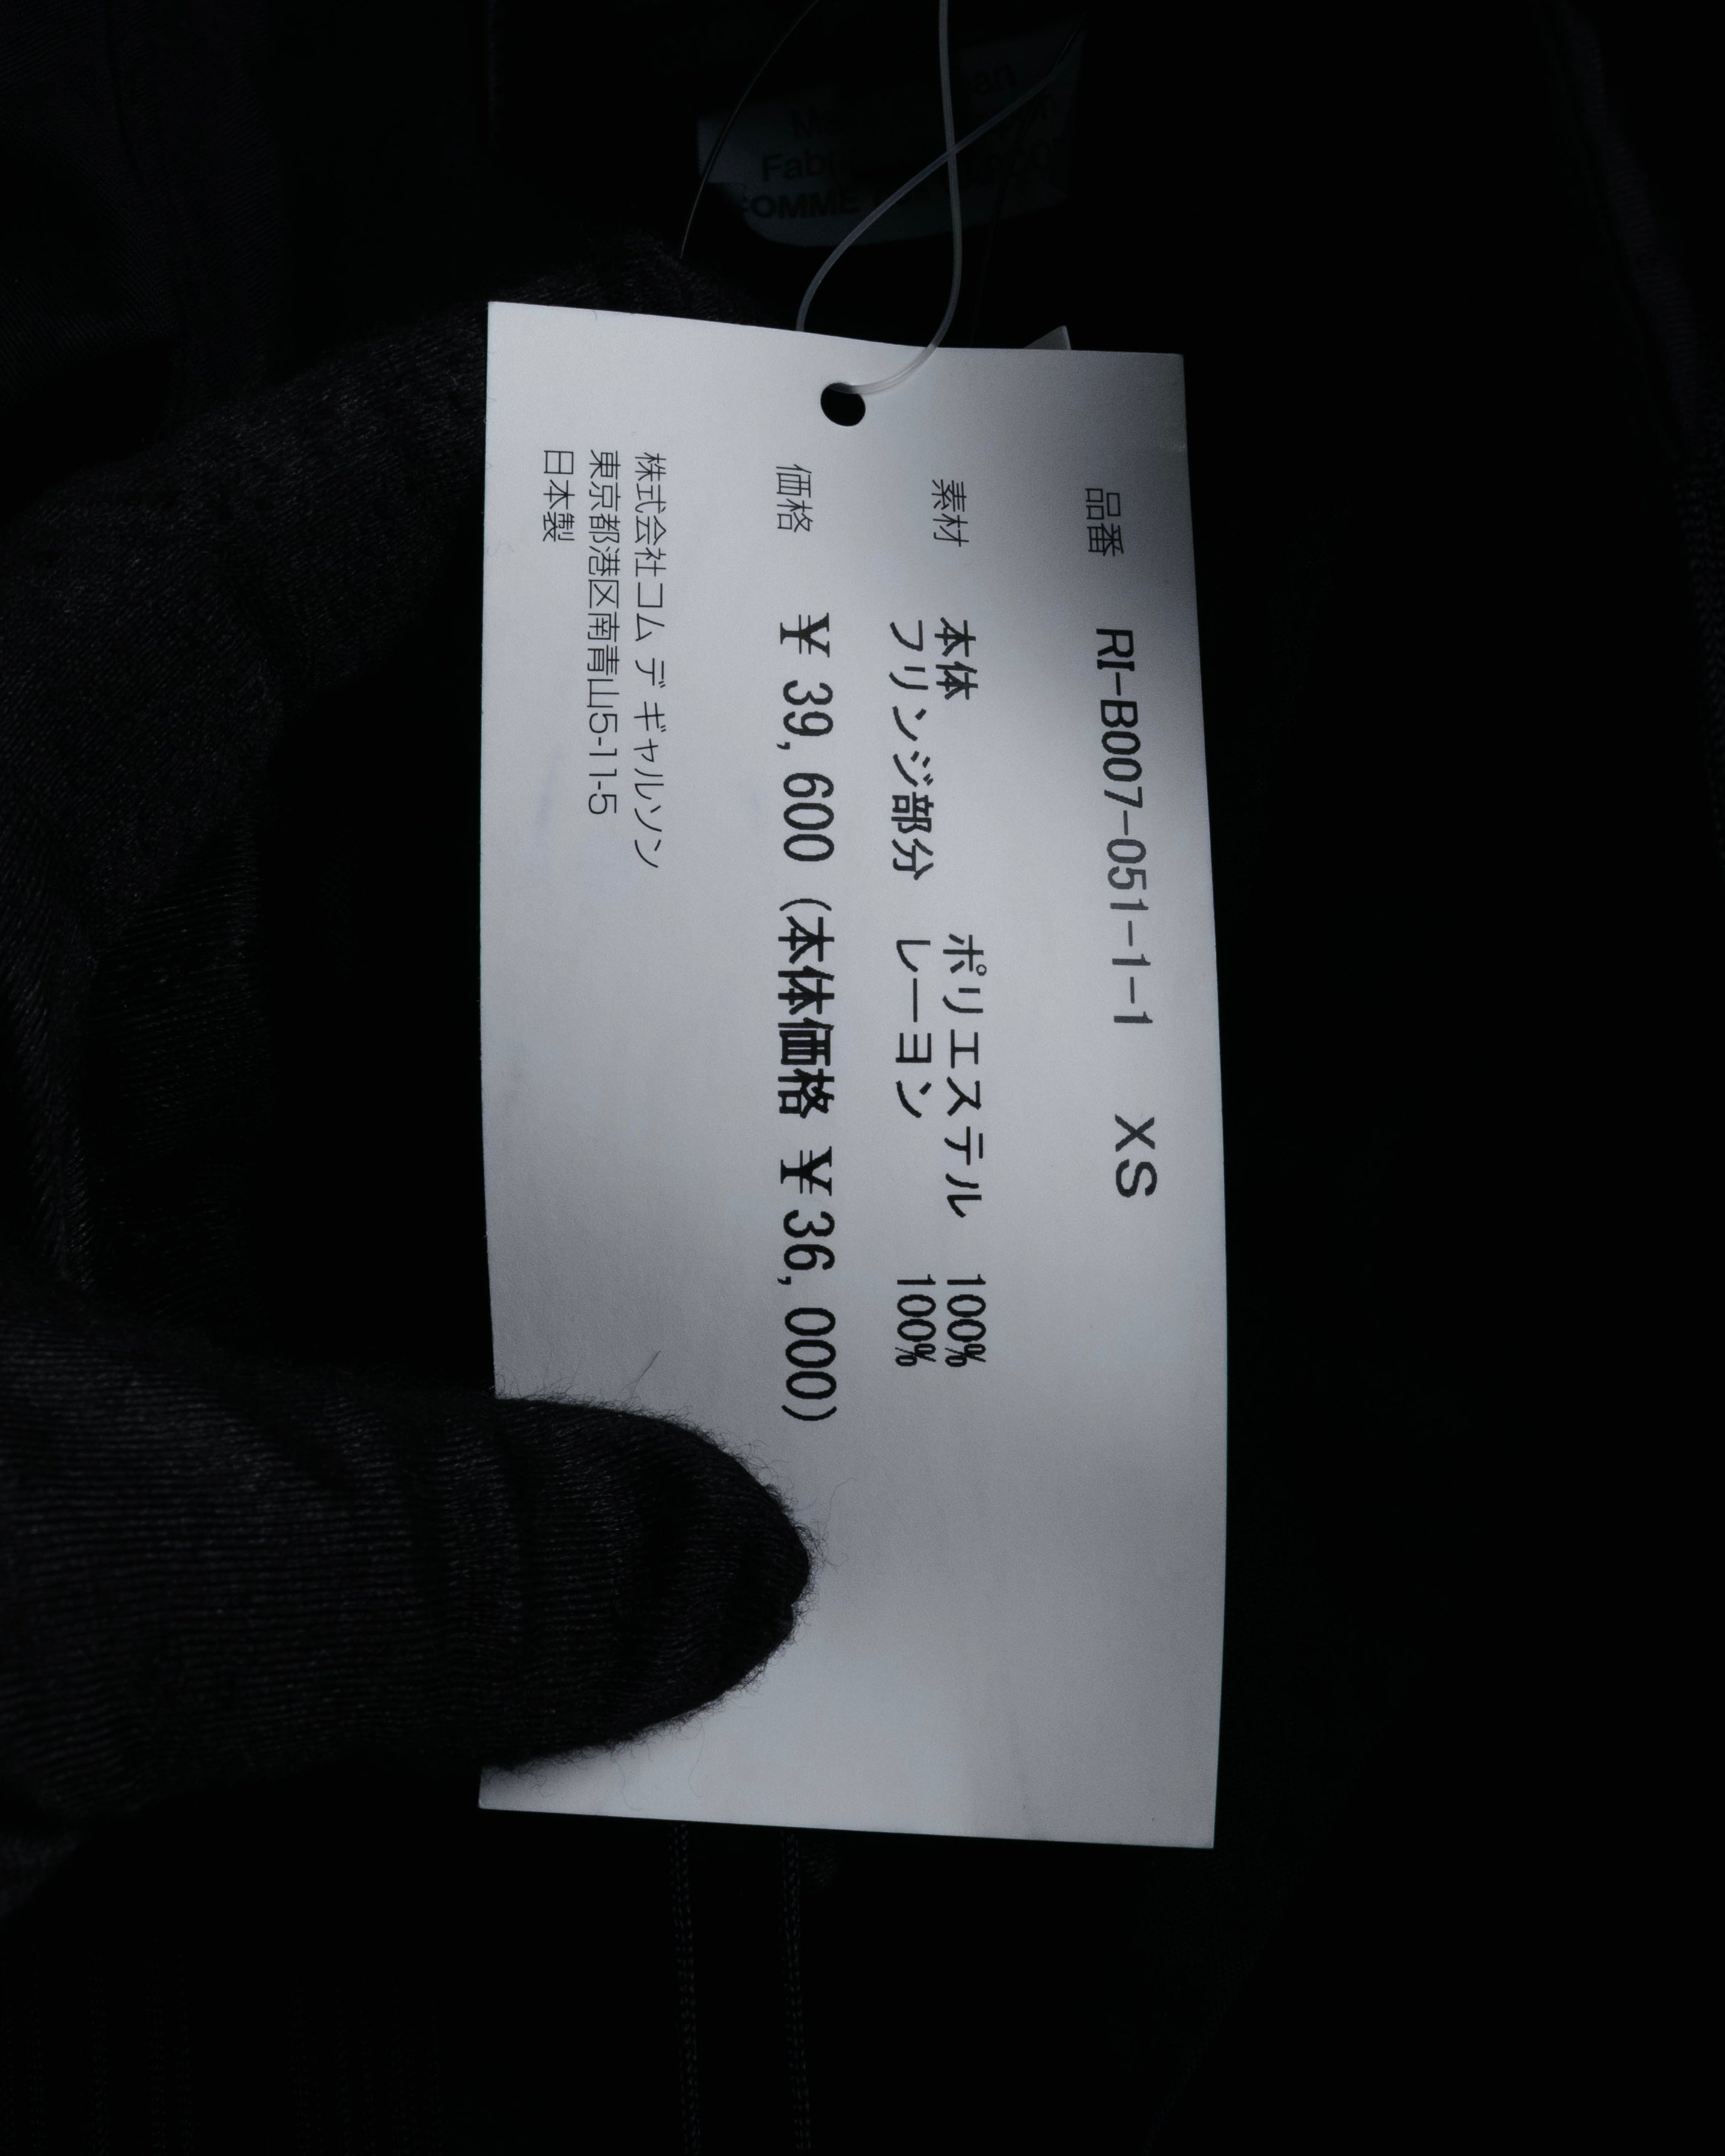 品番 RI-B007-051-1-1 XS
素材 本体 ポリエステル 100%
フリンジ部分 レーヨン 100%
価格 ¥ 39, 600 (本体価格 ¥ 36, 000)
株式会社コム デ ギャルソン
東京都港区南青山5-11-5
日本製
OMME